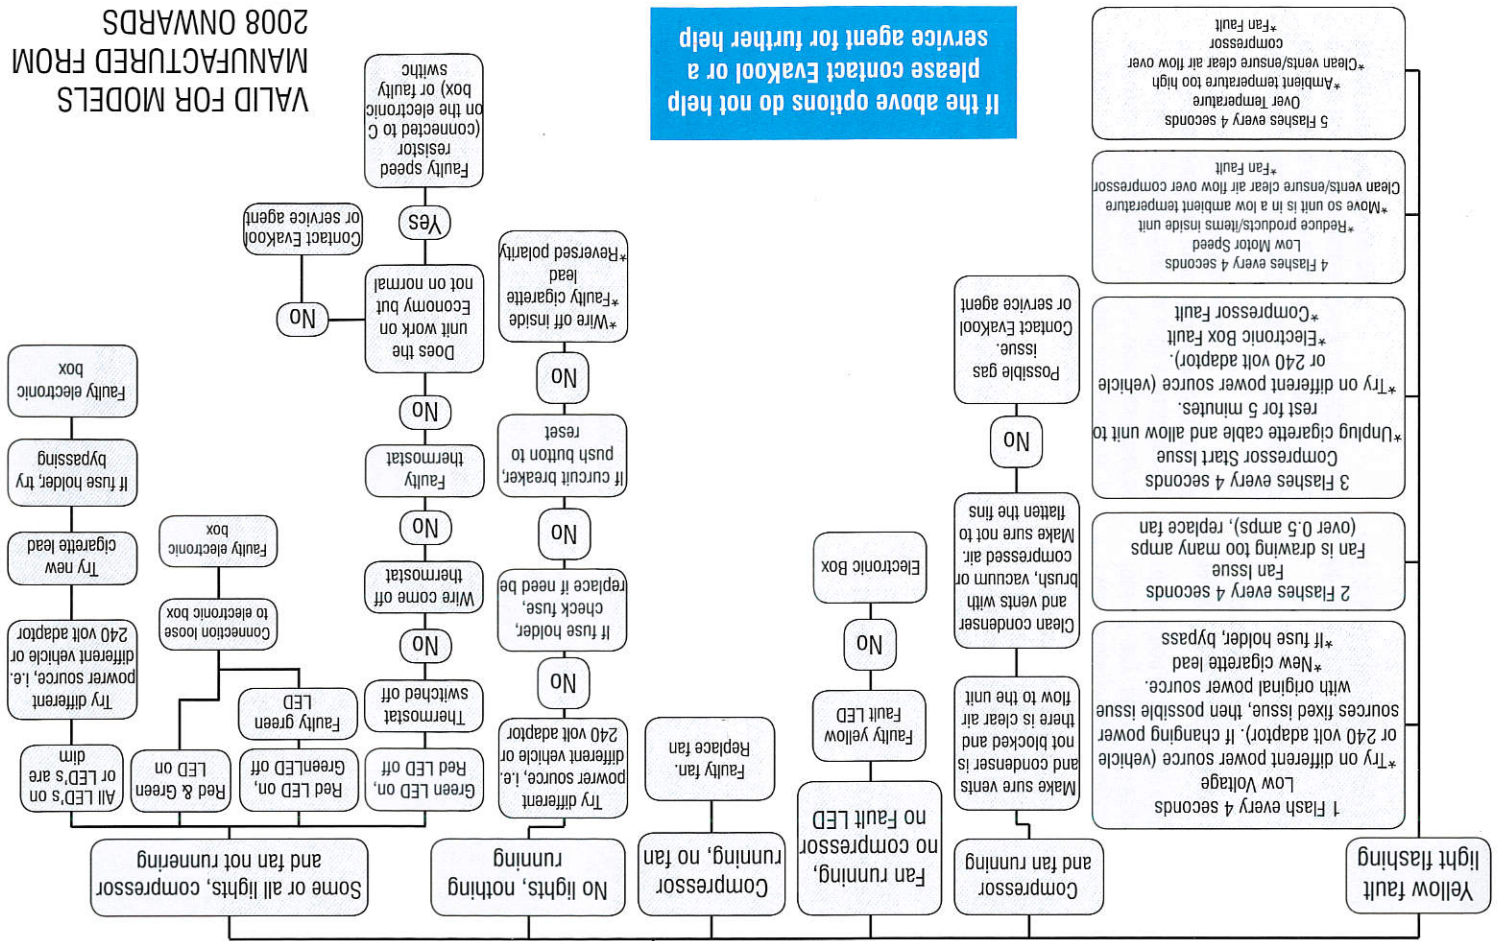 Yellow fault
light flashing
1 Flash every 4 seconds
Low Voltage
*Try on different power source (vehicle
or 240 volt adaptor). If changing power
sources fixed issue, then possible issue
with original power source.
*New cigarette lead
*If fuse holder, bypass
2 Flashes every 4 seconds
Fan Issue
Fan is drawing too many amps
(over 0.5 amps), replace fan
3 Flashes every 4 seconds
Compressor Start Issue
*Unplug cigarette cable and allow unit to
rest for 5 minutes.
*Try on different power source (vehicle
or 240 volt adaptor).
*Electronic Box Fault
*Compressor Fault
4 Flashes every 4 seconds
Low Motor Speed
*Reduce products/items inside unit
*Move so unit is in a low ambient temperature
Clean vents/ensure clear air flow over compressor
*Fan Fault
5 Flashes every 4 seconds
Over Temperature
*Ambient temperature too high
*Clean vents/ensure clear air flow over
compressor
*Fan Fault
Compressor
and fan running
Make sure vents
and condenser is
not blocked and
there is clear air
flow to the unit
Clean condenser
and vents with
brush, vacuum or
compressed air.
Make sure not to
flatten the fins
No
Possible gas
issue.
Contact EvaKool
or service agent
Fan running,
no compressor
no Fault LED
Faulty yellow
Fault LED
No
Electronic Box
Compressor
running, no fan
Faulty fan.
Replace fan
No lights, nothing
running
Try different
powrer source, i.e.
different vehicle or
240 volt adaptor
No
If fuse holder,
check fuse,
replace if need be
No
If curcuit breaker,
push button to
reset
No
*Wire off inside
*Faulty cigarette
lead
*Reversed polarity
Some or all lights, compressor,
and fan not runnering
Green LED on,
Red LED off
Thermostat
switched off
No
Wire come off
thermostat
No
Faulty
thermostat
No
Does the
unit work on
Economy but
not on normal
Yes
Faulty speed
resistor
(connected to C
on the electronic
box) or faulty
swithc
No
Contact EvaKool
or service agent
Red LED on,
GreenLED off
Faulty green
LED
Red & Green
LED on
Connection loose
to electronic box
Faulty electronic
box
All LED's on
or LED's are
dim
Try different
powrer source, i.e.
different vehicle or
240 volt adaptor
Try new
cigarette lead
If fuse holder, try
bypassing
Faulty electronic
box
If the above options do not help
please contact EvaKool or a
service agent for further help
VALID FOR MODELS
MANUFACTURED FROM
2008 ONWARDS